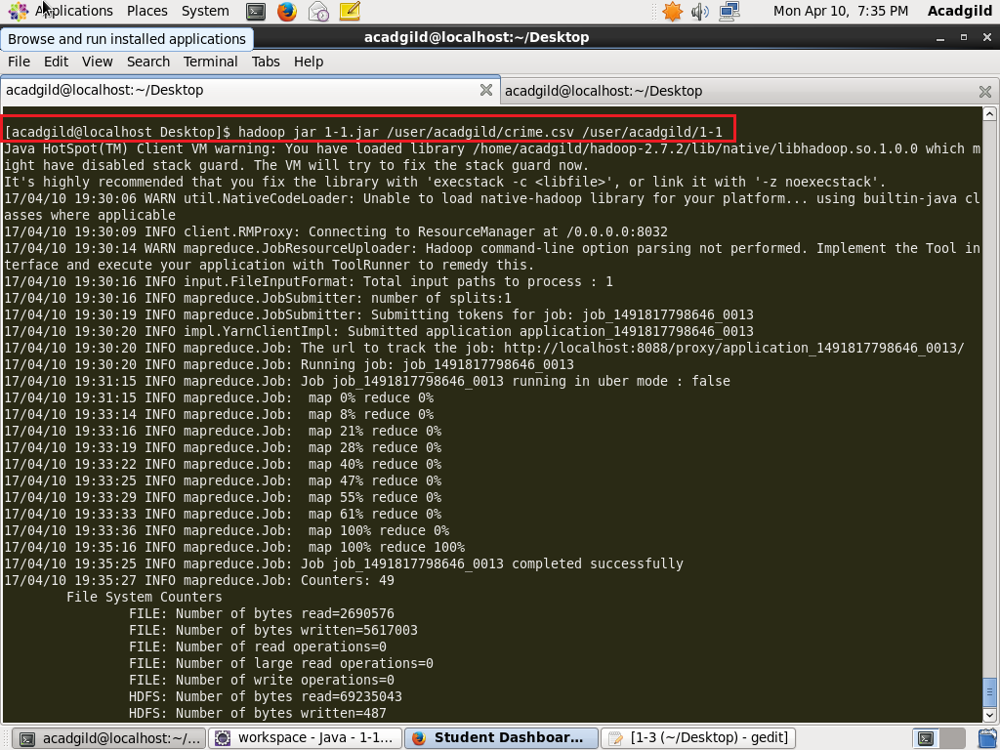 Applications Places System Mon Apr 10, 7:35 PM Acadgild
Browse and run installed applications
acadgild@localhost:~/Desktop
File Edit View Search Terminal Tabs Help
acadgild@localhost:~/Desktop acadgild@localhost:~/Desktop
[acadgild@localhost Desktop]$ hadoop jar 1-1.jar /user/acadgild/crime.csv /user/acadgild/1-1
Java HotSpot(TM) Client VM warning: You have loaded library /home/acadgild/hadoop-2.7.2/lib/native/libhadoop.so.1.0.0 which m
ight have disabled stack guard. The VM will try to fix the stack guard now.
It's highly recommended that you fix the library with 'execstack -c <libfile>', or link it with '-z noexecstack'.
17/04/10 19:30:06 WARN util.NativeCodeLoader: Unable to load native-hadoop library for your platform... using builtin-java cl
asses where applicable
17/04/10 19:30:09 INFO client.RMProxy: Connecting to ResourceManager at /0.0.0.0:8032
17/04/10 19:30:14 WARN mapreduce.JobResourceUploader: Hadoop command-line option parsing not performed. Implement the Tool in
terface and execute your application with ToolRunner to remedy this.
17/04/10 19:30:16 INFO input.FileInputFormat: Total input paths to process : 1
17/04/10 19:30:16 INFO mapreduce.JobSubmitter: number of splits:1
17/04/10 19:30:19 INFO mapreduce.JobSubmitter: Submitting tokens for job: job_1491817798646_0013
17/04/10 19:30:20 INFO impl.YarnClientImpl: Submitted application application_1491817798646_0013
17/04/10 19:30:20 INFO mapreduce.Job: The url to track the job: http://localhost:8088/proxy/application_1491817798646_0013/
17/04/10 19:30:20 INFO mapreduce.Job: Running job: job_1491817798646_0013
17/04/10 19:31:15 INFO mapreduce.Job: Job job_1491817798646_0013 running in uber mode : false
17/04/10 19:31:15 INFO mapreduce.Job:  map 0% reduce 0%
17/04/10 19:33:14 INFO mapreduce.Job:  map 8% reduce 0%
17/04/10 19:33:16 INFO mapreduce.Job:  map 21% reduce 0%
17/04/10 19:33:19 INFO mapreduce.Job:  map 28% reduce 0%
17/04/10 19:33:22 INFO mapreduce.Job:  map 40% reduce 0%
17/04/10 19:33:25 INFO mapreduce.Job:  map 47% reduce 0%
17/04/10 19:33:29 INFO mapreduce.Job:  map 55% reduce 0%
17/04/10 19:33:33 INFO mapreduce.Job:  map 61% reduce 0%
17/04/10 19:33:36 INFO mapreduce.Job:  map 100% reduce 0%
17/04/10 19:35:16 INFO mapreduce.Job:  map 100% reduce 100%
17/04/10 19:35:25 INFO mapreduce.Job: Job job_1491817798646_0013 completed successfully
17/04/10 19:35:27 INFO mapreduce.Job: Counters: 49
File System Counters
FILE: Number of bytes read=2690576
FILE: Number of bytes written=5617003
FILE: Number of read operations=0
FILE: Number of large read operations=0
FILE: Number of write operations=0
HDFS: Number of bytes read=69235043
HDFS: Number of bytes written=487
acadgild@localhost:~/... workspace - Java - 1-1... Student Dashboar... [1-3 (~/Desktop) - gedit]